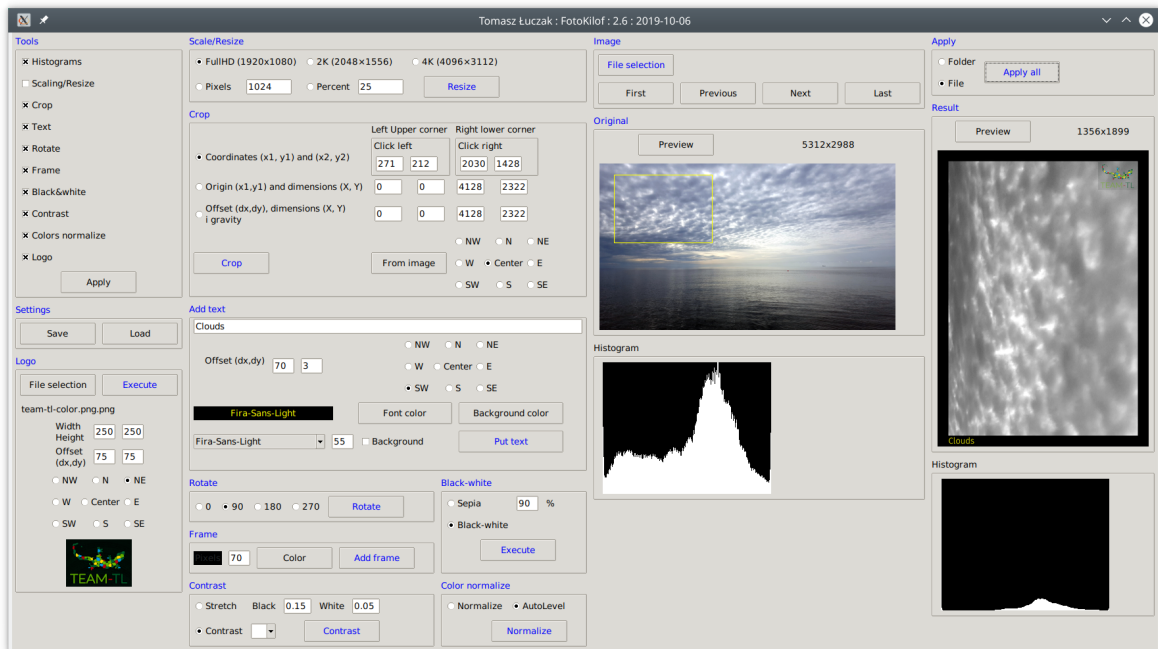 Tomasz Łuczak : FotoKilof : 2.6 : 2019-10-06
Tools
Histograms
Scaling/Resize
Crop
Text
Rotate
Frame
Black&white
Contrast
Colors normalize
Logo
Apply
Settings
Save Load
Logo
File selection Execute
team-tl-color.png.png
Width
Height 250 250
Offset
(dx,dy) 75 75
NW N NE
W Center E
SW S SE
TEAM-TL
Scale/Resize
FullHD (1920x1080) 2K (2048×1556) 4K (4096×3112)
Pixels 1024 Percent 25 Resize
Crop
Left Upper corner Right lower corner
Click left Click right
Coordinates (x1, y1) and (x2, y2) 271 212 2030 1428
Origin (x1,y1) and dimensions (X, Y) 0 0 4128 2322
Offset (dx,dy), dimensions (X, Y)
i gravity 0 0 4128 2322
NW N NE
Crop From image W Center E
SW S SE
Add text
Clouds
NW N NE
Offset (dx,dy) 70 3 W Center E
SW S SE
Fira-Sans-Light Font color Background color
Fira-Sans-Light 55 Background Put text
Rotate
0 90 180 270 Rotate
Frame
Pixels 70 Color Add frame
Contrast
Stretch Black 0.15 White 0.05
Contrast Contrast
Black-white
Sepia 90 %
Black-white
Execute
Color normalize
Normalize AutoLevel
Normalize
Image
File selection
First Previous Next Last
Original
Preview 5312x2988
Histogram
Apply
Folder
File
Apply all
Result
Preview 1356x1899
TEAM-TL
Clouds
Histogram